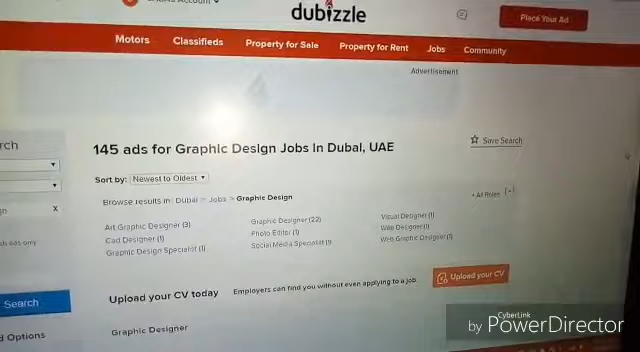 dubizzle
Place Your Ad
Motors Classifieds Property for Sale Property for Rent Jobs Community
Advertisement
145 ads for Graphic Design Jobs in Dubai, UAE
Save Search
Sort by: Newest to Oldest
Browse results in: Dubai > Jobs > Graphic Design
+ All Roles [-]
Art Graphic Designer (3) Graphic Designer (22) Visual Designer (1)
Cad Designer (1) Photo Editor (1) Web Designer (1)
Graphic Design Specialist (1) Social Media Specialist (1) Web Graphic Designer (1)
x
ads only
Search
Options
Upload your CV today Employers can find you without even applying to a job. Upload your CV
Graphic Designer
by CyberLink PowerDirector